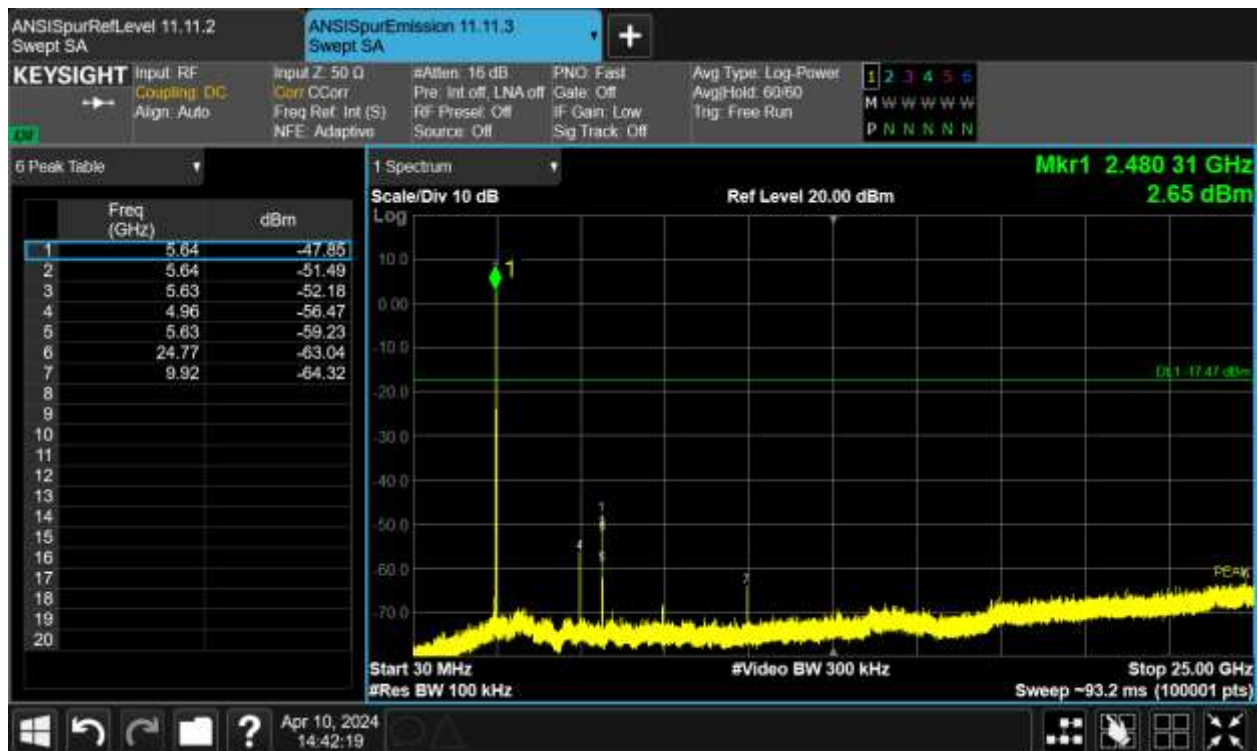 ANSISpurRefLevel 11.11.2
Swept SA
ANSISpurEmission 11.11.3
Swept SA
KEYSIGHT
Input: RF
Coupling: DC
Align: Auto
Input Z: 50 Ω
Corr CCorr
Freq Ref: Int (S)
NFE: Adaptive
#Atten: 16 dB
Pre: Int off, LNA off
RF Presel: Off
Source: Off
PNO: Fast
Gate: Off
IF Gain: Low
Sig Track: Off
Avg Type: Log-Power
Avg|Hold: 60/60
Trig: Free Run
1 2 3 4 5 6
M W W W W W
P N N N N N
6 Peak Table
Freq (GHz) dBm
1 5.64 -47.85
2 5.64 -51.49
3 5.63 -52.18
4 4.96 -56.47
5 5.63 -59.23
6 24.77 -63.04
7 9.92 -64.32
8
9
10
11
12
13
14
15
16
17
18
19
20
1 Spectrum
Mkr1 2.480 31 GHz
2.65 dBm
Scale/Div 10 dB
Ref Level 20.00 dBm
Log
10.0
0.00
-10.0
-20.0
-30.0
-40.0
-50.0
-60.0
-70.0
1
DL1 -17.47 dBm
1
4
5
7
PEAK
Start 30 MHz
#Video BW 300 kHz
Stop 25.00 GHz
#Res BW 100 kHz
Sweep ~93.2 ms (100001 pts)
?
Apr 10, 2024
14:42:19